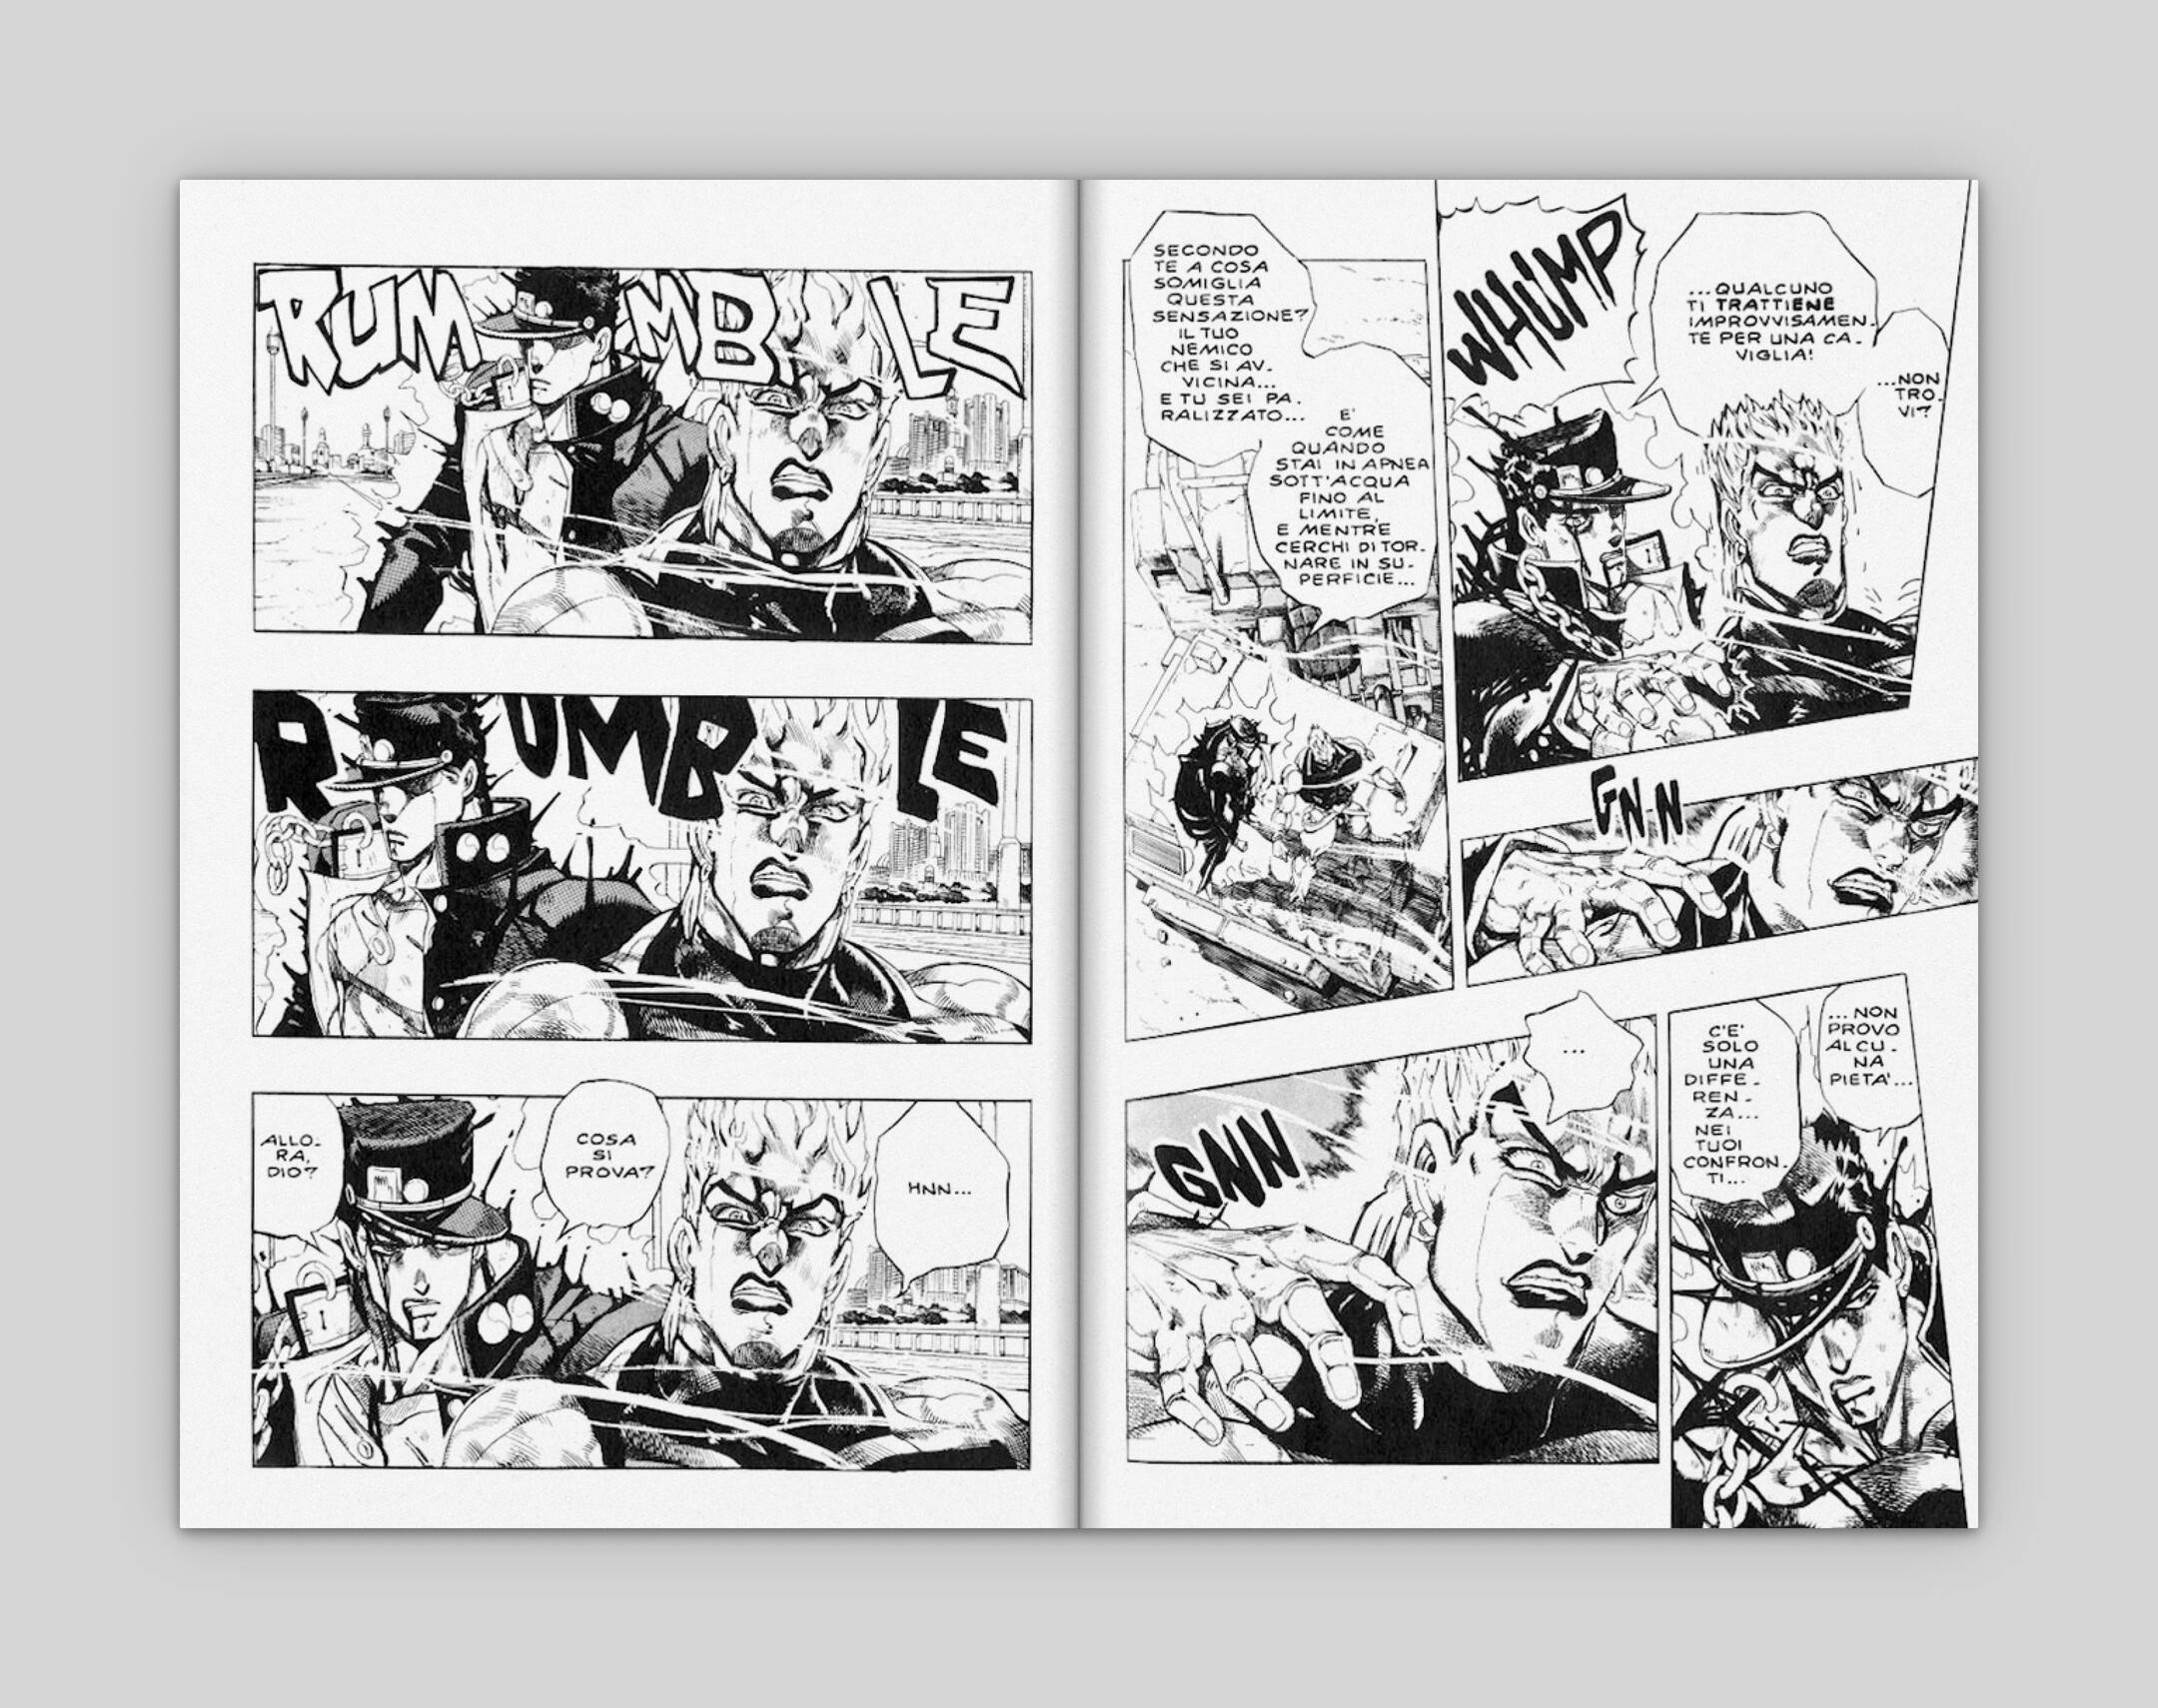 RUMMBLE
RUMBLE
ALLO-
RA,
DIO?
COSA
SI
PROVA?
HNN...
SECONDO
TE A COSA
SOMIGLIA
QUESTA
SENSAZIONE?
IL TUO
NEMICO
CHE SI AV-
VICINA...
E TU SEI PA-
RALIZZATO...
E'
COME
QUANDO
STAI IN APNEA
SOTT'ACQUA
FINO AL
LIMITE,
E MENTRE
CERCHI DI TOR-
NARE IN SU-
PERFICIE...
WHUMP
...QUALCUNO
TI TRATTIENE
IMPROVVISAMEN-
TE PER UNA CA-
VIGLIA!
...NON
TRO-
VI?
GNN
GNN
...
C'E'
SOLO
UNA
DIFFE-
REN-
ZA...
NEI
TUOI
CONFRON-
TI...
...NON
PROVO
ALCU-
NA
PIETA'...